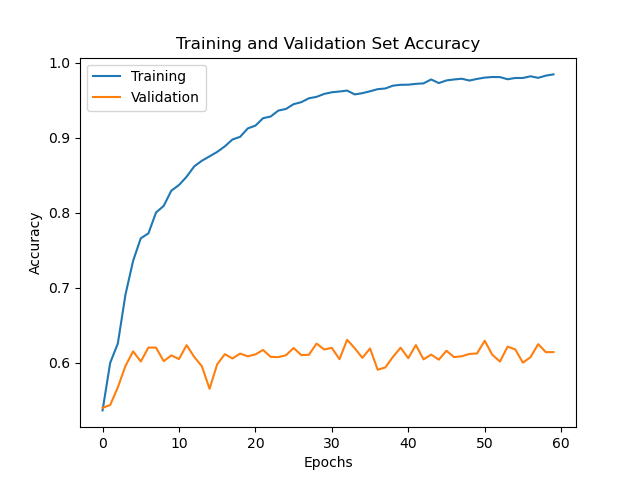 Training and Validation Set Accuracy
Training
Validation
1.0
0.9
0.8
0.7
0.6
Accuracy
0 10 20 30 40 50 60
Epochs